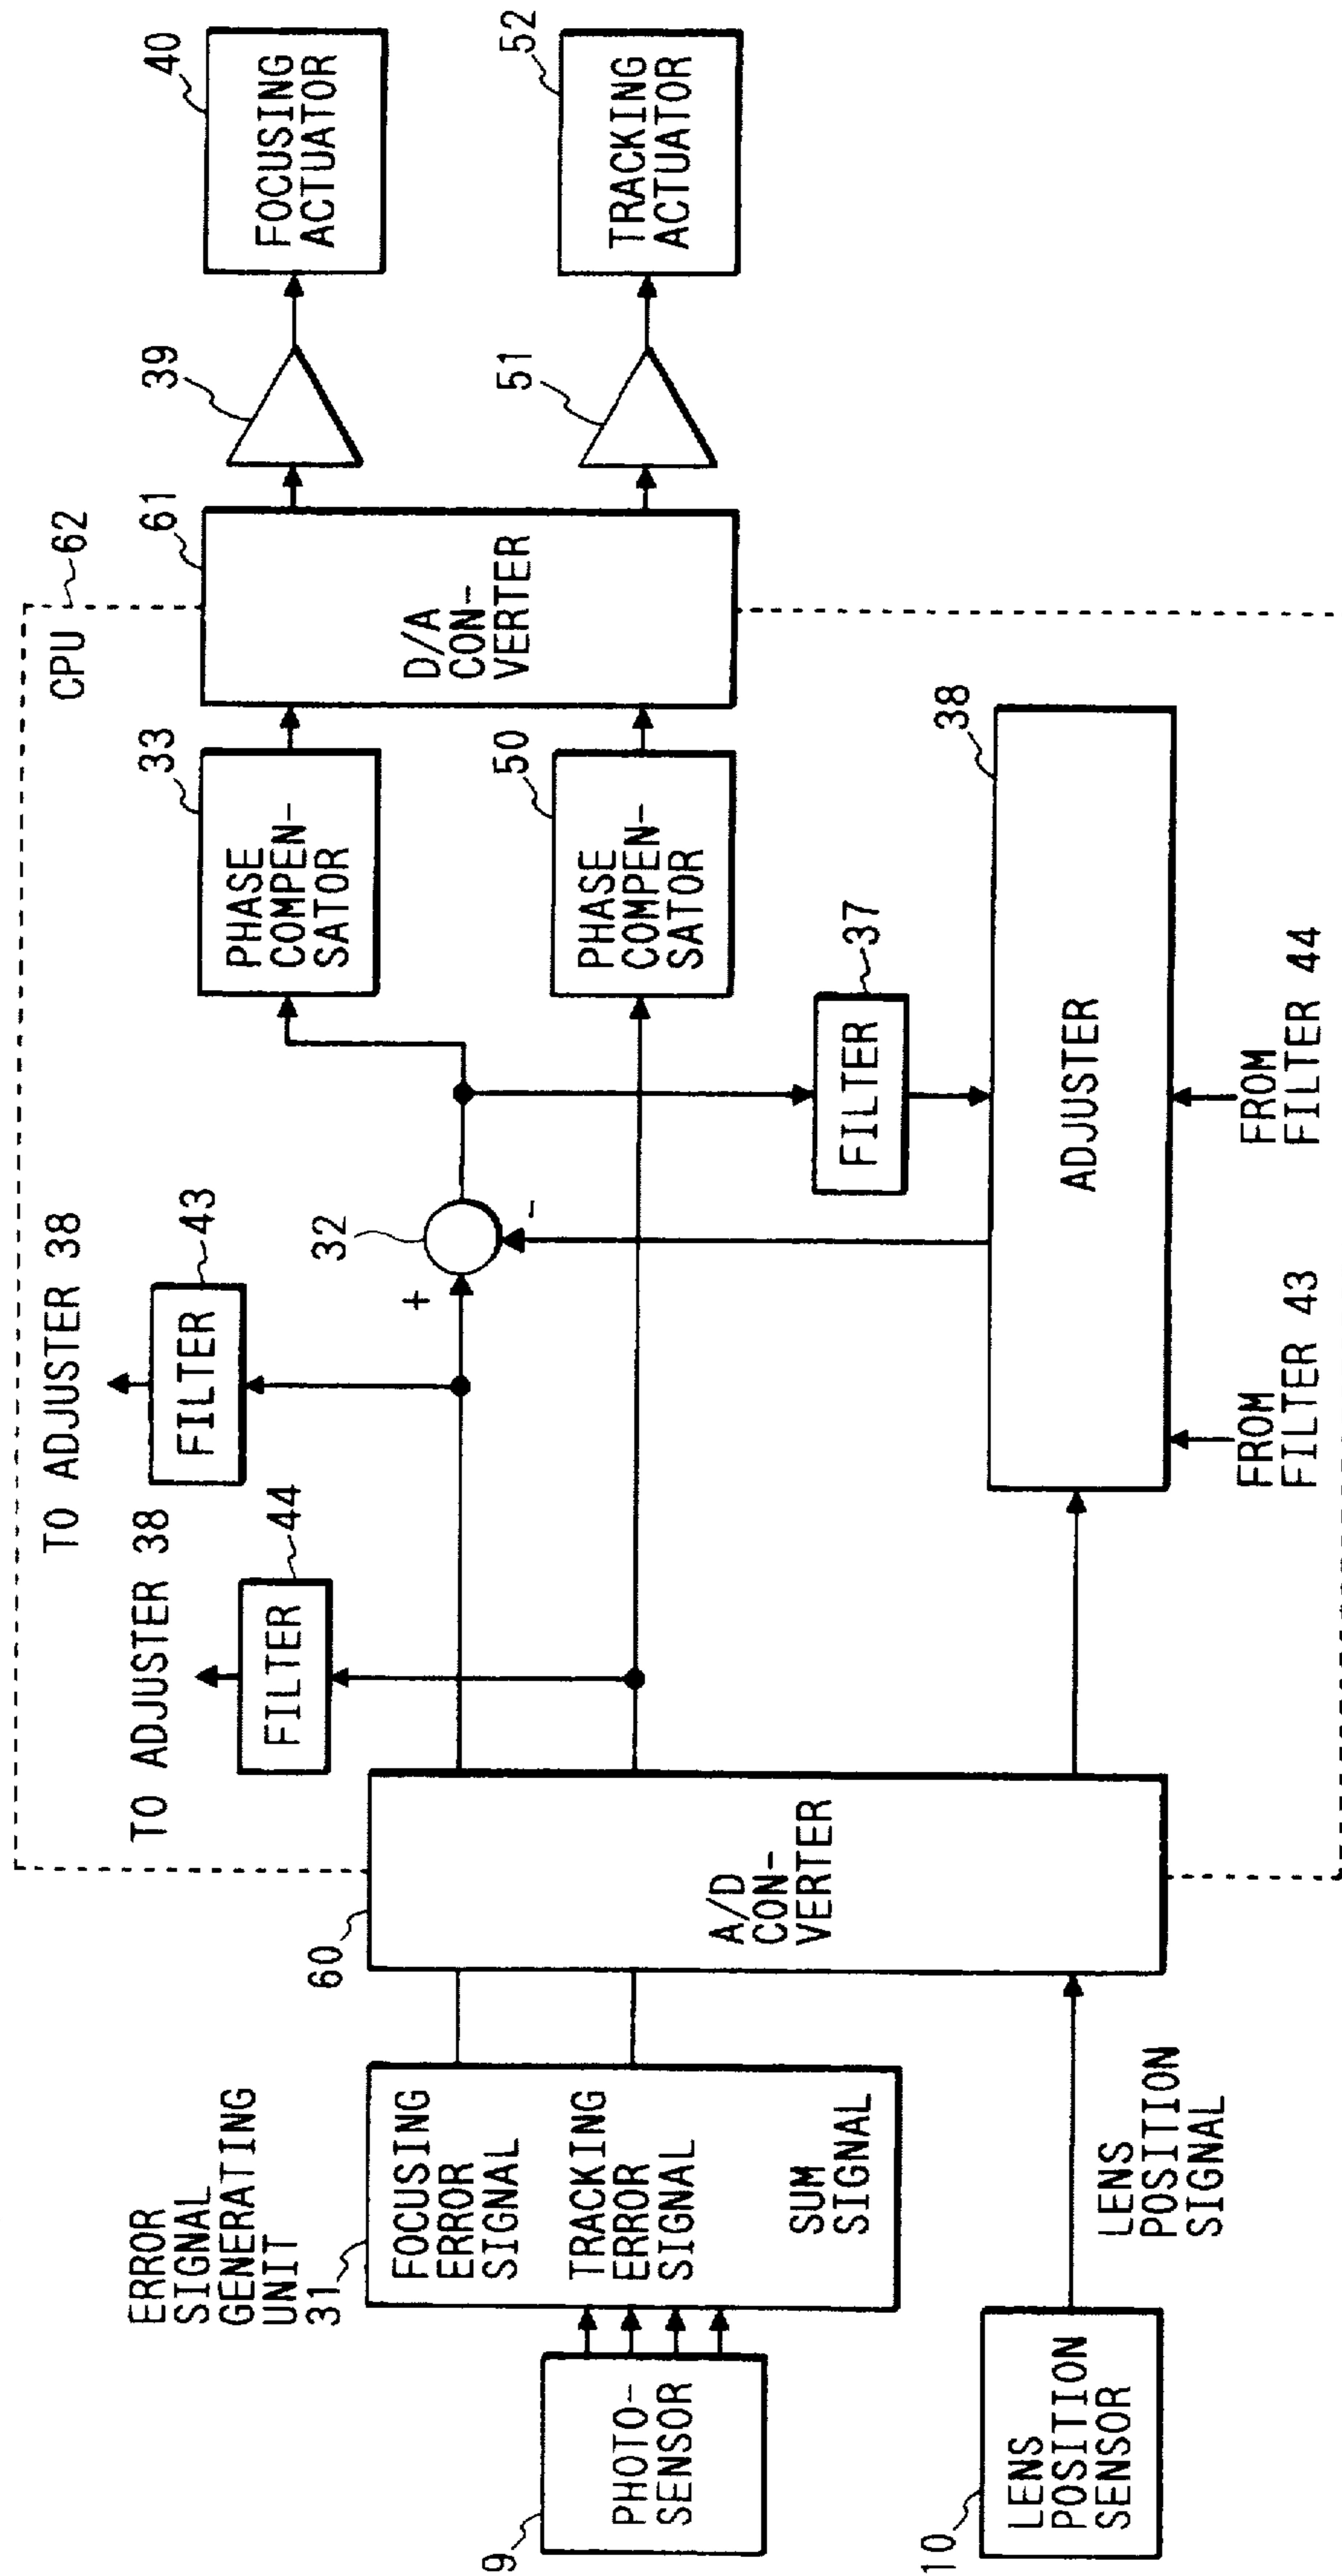 CPU
62
TO ADJUSTER 38
TO ADJUSTER 38
FILTER
43
FILTER
44
ERROR
SIGNAL
GENERATING
UNIT
31
FOCUSING
ERROR
SIGNAL
TRACKING
ERROR
SIGNAL
SUM
SIGNAL
9
PHOTO-
SENSOR
10
LENS
POSITION
SENSOR
LENS
POSITION
SIGNAL
60
A/D
CON-
VERTER
32
+
-
33
PHASE
COMPEN-
SATOR
50
PHASE
COMPEN-
SATOR
FILTER
37
38
ADJUSTER
FROM
FILTER 43
FROM
FILTER 44
61
D/A
CON-
VERTER
39
51
40
FOCUSING
ACTUATOR
52
TRACKING
ACTUATOR